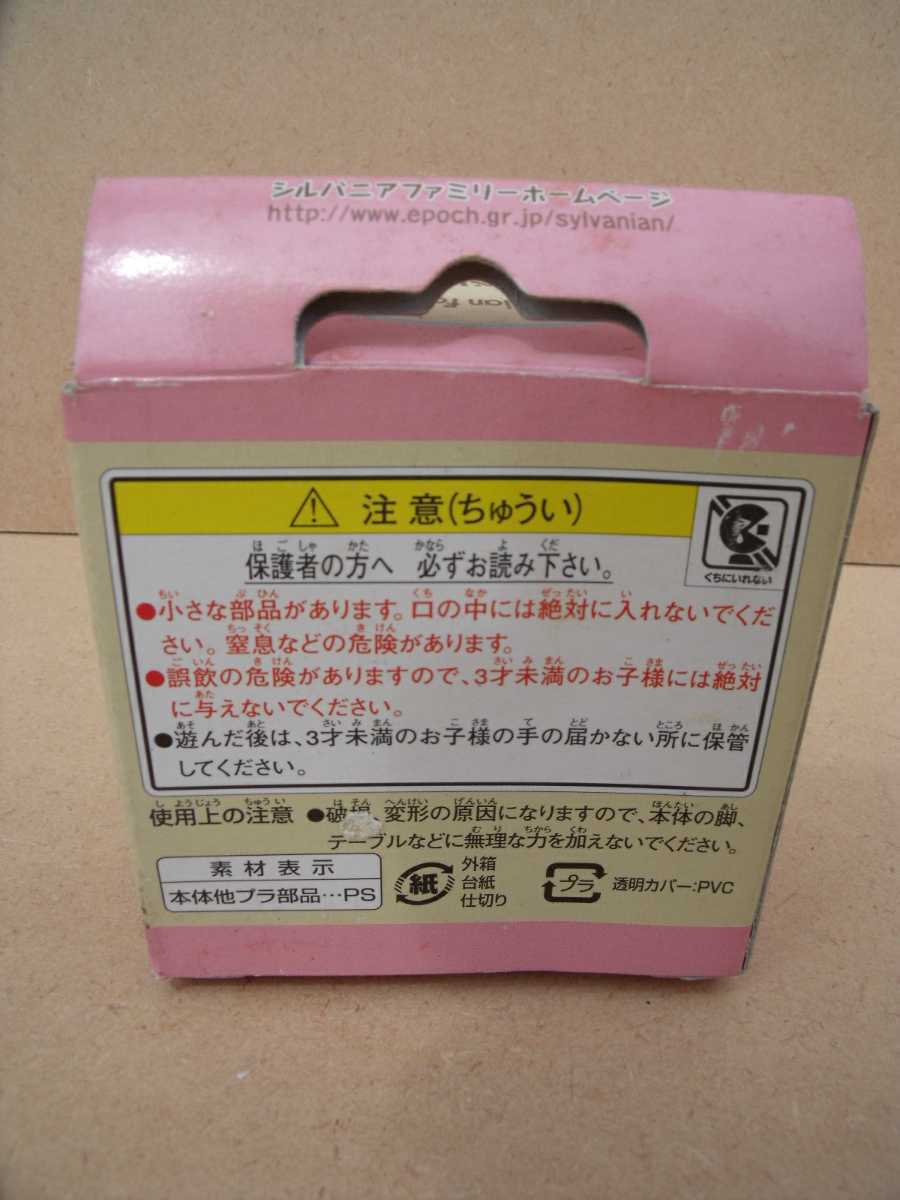 シルバニアファミリーホームページ
http://www.epoch.gr.jp/sylvanian/
注意(ちゅうい)
くちにいれない
保護者の方へ 必ずお読み下さい。
●小さな部品があります。口の中には絶対に入れないでくだ
さい。窒息などの危険があります。
●誤飲の危険がありますので、3才未満のお子様には絶対
に与えないでください。
●遊んだ後は、3才未満のお子様の手の届かない所に保管
してください。
使用上の注意 ●破損、変形の原因になりますので、本体の脚、
テーブルなどに無理な力を加えないでください。
素材表示
本体他プラ部品…PS
紙
外箱
台紙
仕切り
プラ
透明カバー:PVC